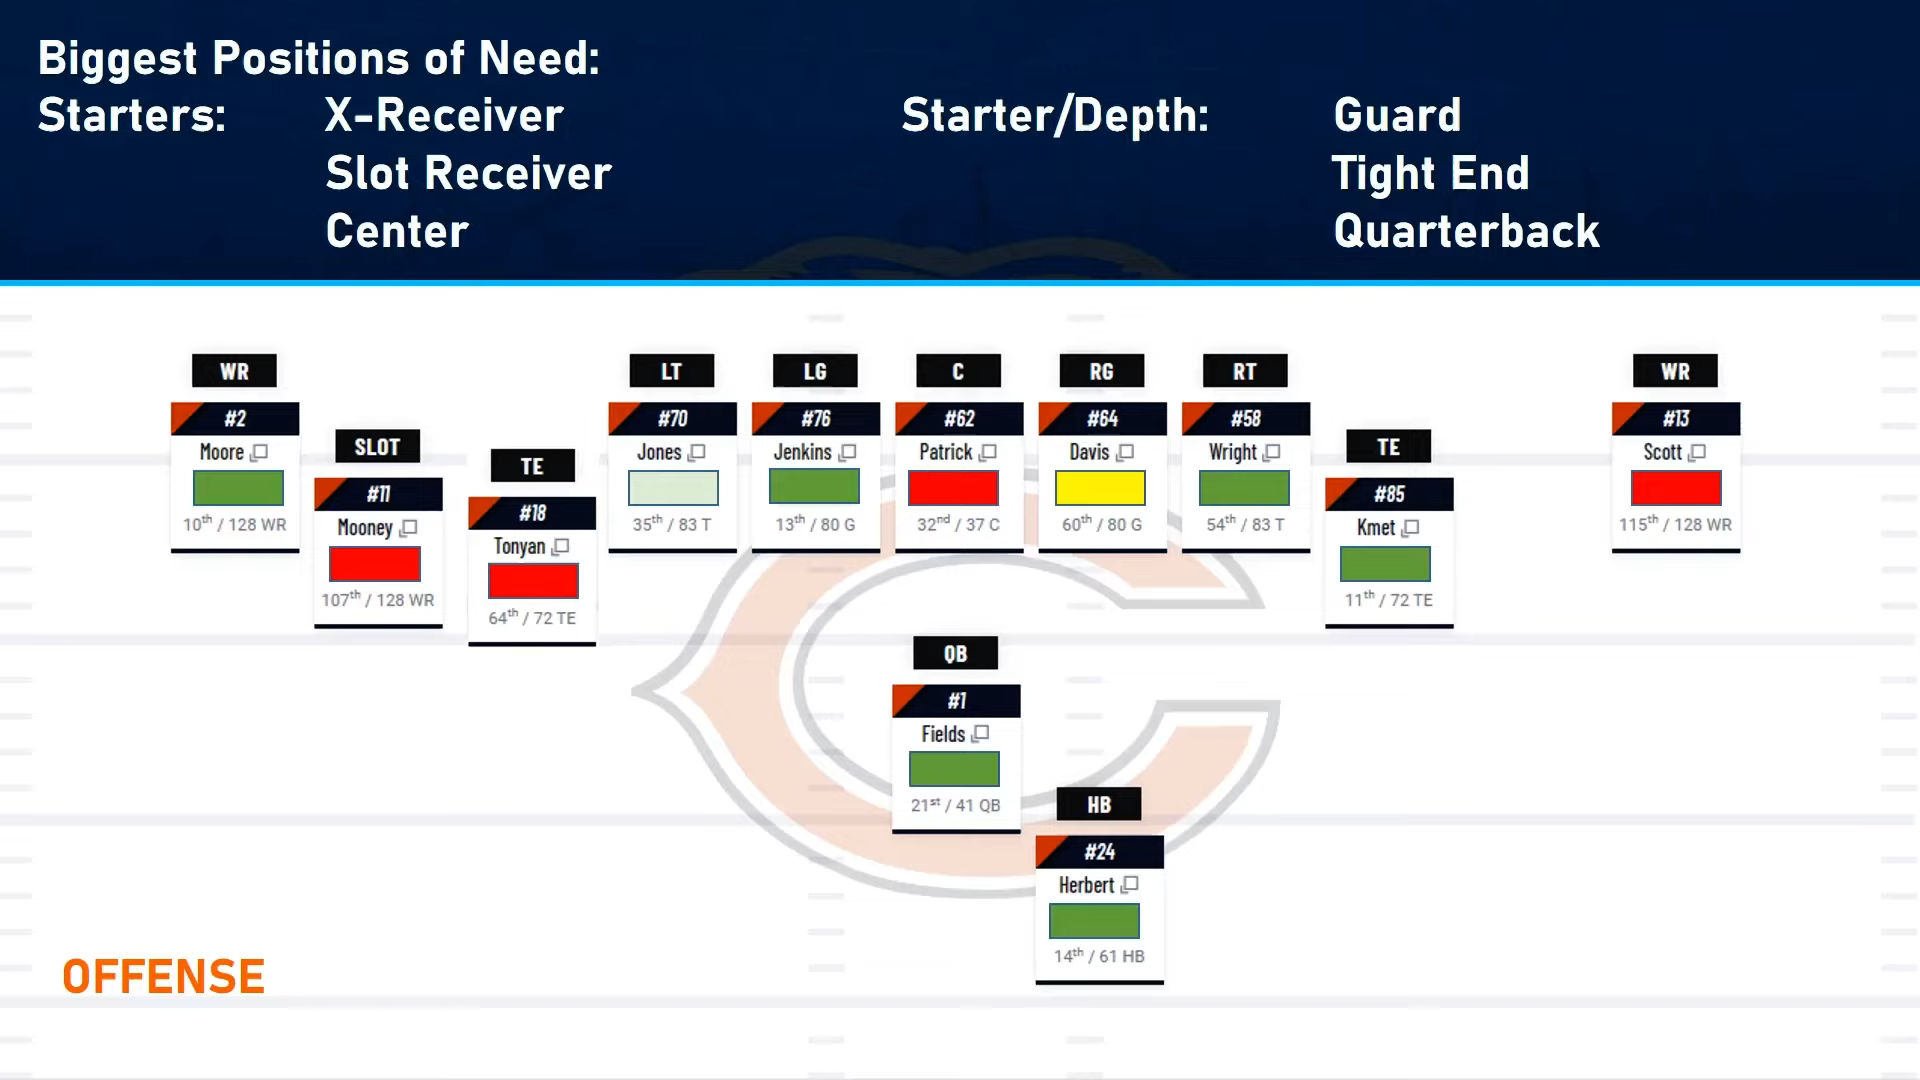 Biggest Positions of Need:
Starters: X-Receiver Starter/Depth: Guard
Slot Receiver Tight End
Center Quarterback
WR
#2
Moore
10th / 128 WR
SLOT
#11
Mooney
107th / 128 WR
TE
#18
Tonyan
64th / 72 TE
LT
#70
Jones
35th / 83 T
LG
#76
Jenkins
13th / 80 G
C
#62
Patrick
32nd / 37 C
RG
#64
Davis
60th / 80 G
RT
#58
Wright
54th / 83 T
TE
#85
Kmet
11th / 72 TE
WR
#13
Scott
115th / 128 WR
QB
#1
Fields
21st / 41 QB
HB
#24
Herbert
14th / 61 HB
OFFENSE